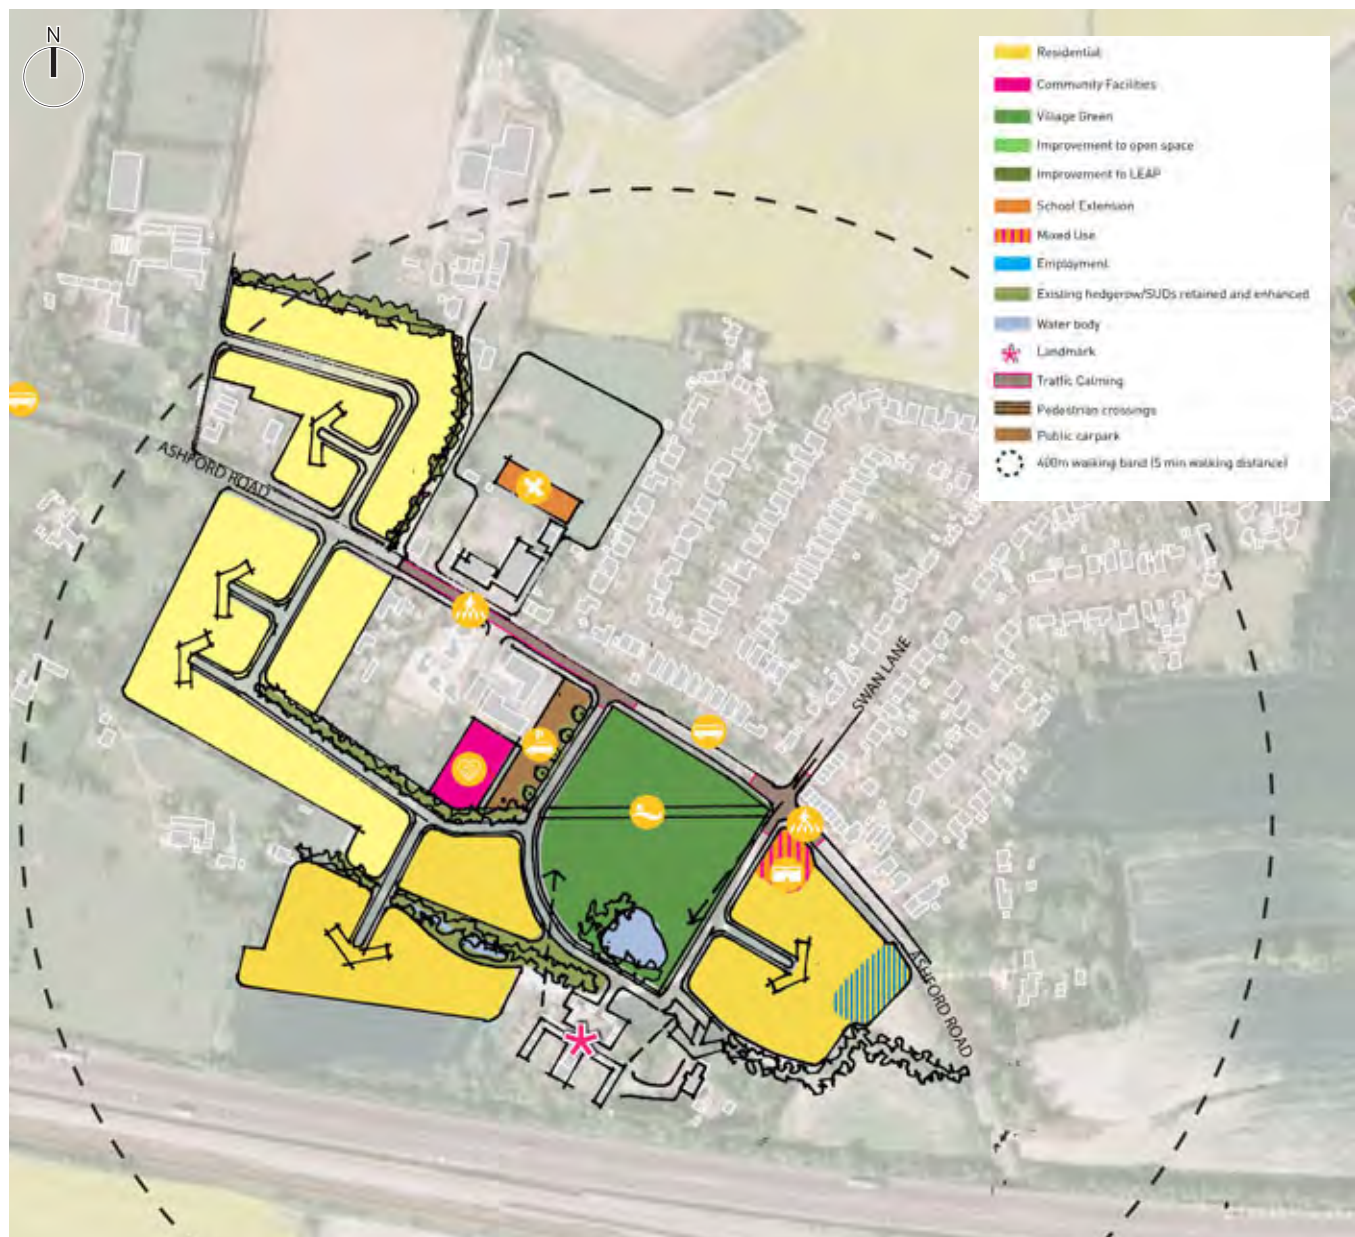 N
Residential
Community Facilities
Village Green
Improvement to open space
Improvement to LEAP
School Extension
Mixed Use
Employment
Existing hedgerow/SUDs retained and enhanced
Water body
Landmark
Traffic Calming
Pedestrian crossings
Public carpark
400m walking band (5 min walking distance)
ASHFORD ROAD
SWAN LANE
P
ASHFORD ROAD